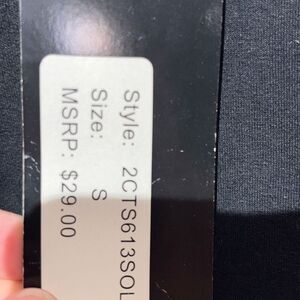 Style: 2CTS613SOL
Size: S
MSRP: $29.00